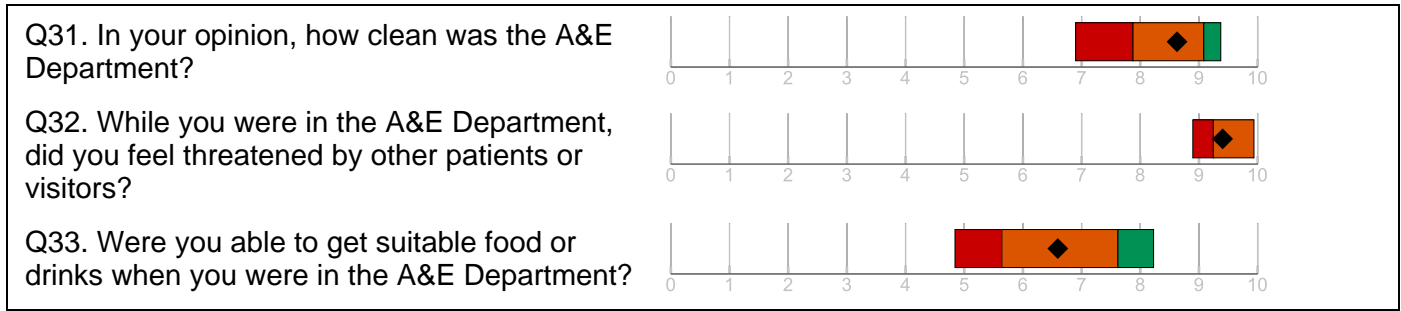 Q31. In your opinion, how clean was the A&E
Department?
0 1 2 3 4 5 6 7 8 9 10
Q32. While you were in the A&E Department,
did you feel threatened by other patients or
visitors?
0 1 2 3 4 5 6 7 8 9 10
Q33. Were you able to get suitable food or
drinks when you were in the A&E Department?
0 1 2 3 4 5 6 7 8 9 10